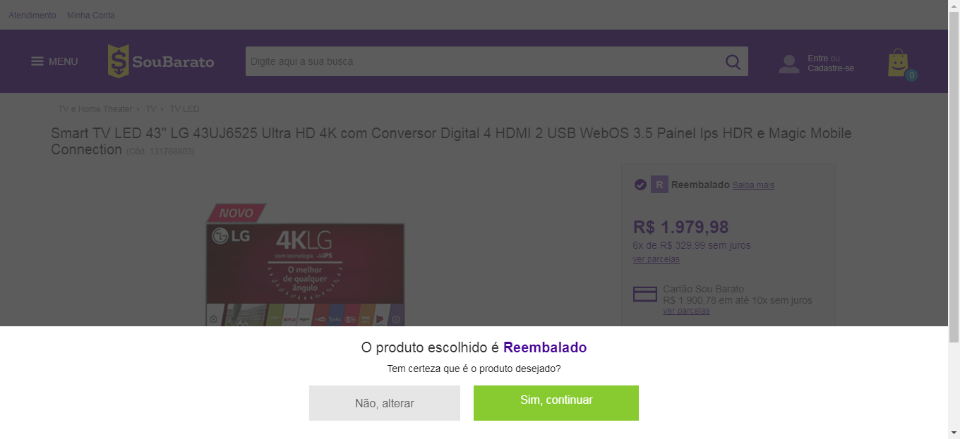 Atendimento Minha Conta
MENU SouBarato Digite aqui a sua busca Entre ou
Cadastre-se
0
TV e Home Theater TV TV LED
Smart TV LED 43" LG 43UJ6525 Ultra HD 4K com Conversor Digital 4 HDMI 2 USB WebOS 3.5 Painel Ips HDR e Magic Mobile
Connection
R Reembalado Saiba mais
NOVO
LG 4KLG
com tecnologia IPS
O melhor
de qualquer
ângulo
R$ 1.979,98
6x de R$ 329,99 sem juros
ver parcelas
Cartão Sou Barato
R$ 1.900,78 em até 10x sem juros
ver parcelas
O produto escolhido é Reembalado
Tem certeza que é o produto desejado?
Não, alterar Sim, continuar